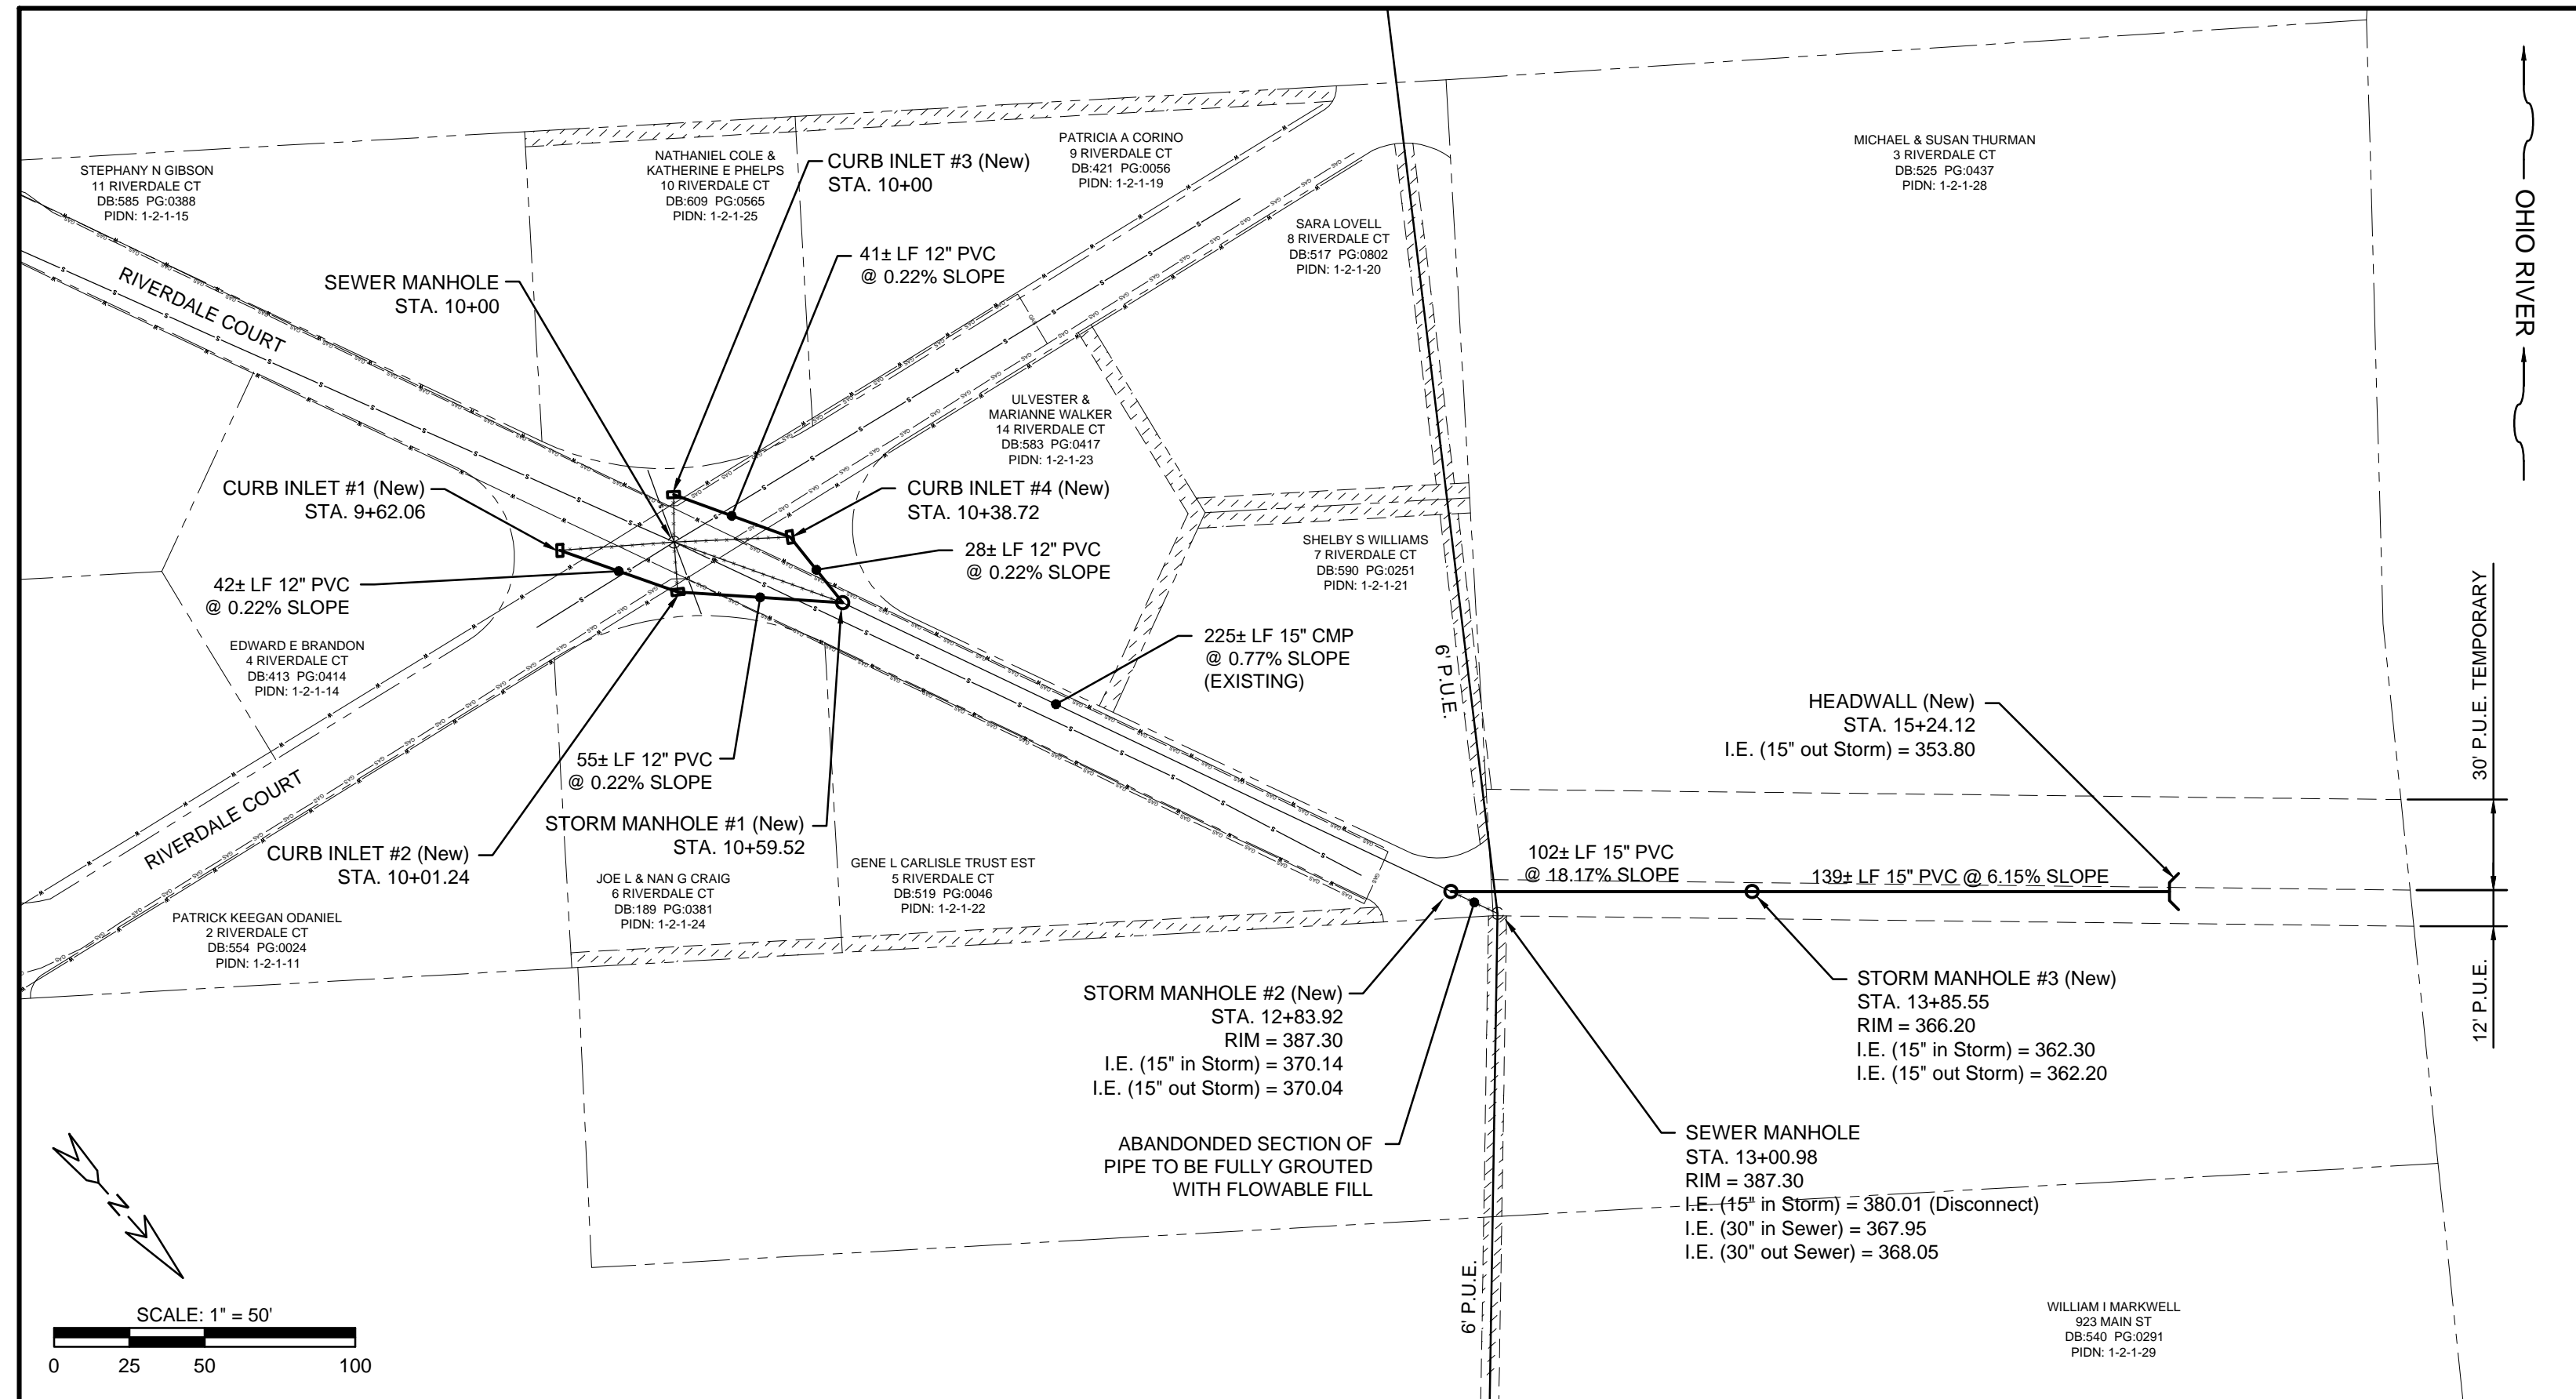 STEPHANY N GIBSON
11 RIVERDALE CT
DB:585 PG:0388
PIDN: 1-2-1-15
NATHANIEL COLE &
KATHERINE E PHELPS
10 RIVERDALE CT
DB:609 PG:0565
PIDN: 1-2-1-25
CURB INLET #3 (New)
STA. 10+00
PATRICIA A CORINO
9 RIVERDALE CT
DB:421 PG:0056
PIDN: 1-2-1-19
MICHAEL & SUSAN THURMAN
3 RIVERDALE CT
DB:525 PG:0437
PIDN: 1-2-1-28
OHIO RIVER
SARA LOVELL
8 RIVERDALE CT
DB:517 PG:0802
PIDN: 1-2-1-20
41± LF 12" PVC
@ 0.22% SLOPE
SEWER MANHOLE
STA. 10+00
RIVERDALE COURT
ULVESTER &
MARIANNE WALKER
14 RIVERDALE CT
DB:583 PG:0417
PIDN: 1-2-1-23
CURB INLET #1 (New)
STA. 9+62.06
CURB INLET #4 (New)
STA. 10+38.72
28± LF 12" PVC
@ 0.22% SLOPE
SHELBY S WILLIAMS
7 RIVERDALE CT
DB:590 PG:0251
PIDN: 1-2-1-21
42± LF 12" PVC
@ 0.22% SLOPE
EDWARD E BRANDON
4 RIVERDALE CT
DB:413 PG:0414
PIDN: 1-2-1-14
225± LF 15" CMP
@ 0.77% SLOPE
(EXISTING)
6' P.U.E.
30' P.U.E. TEMPORARY
HEADWALL (New)
STA. 15+24.12
I.E. (15" out Storm) = 353.80
55± LF 12" PVC
@ 0.22% SLOPE
RIVERDALE COURT
STORM MANHOLE #1 (New)
STA. 10+59.52
CURB INLET #2 (New)
STA. 10+01.24
102± LF 15" PVC
@ 18.17% SLOPE
139± LF 15" PVC @ 6.15% SLOPE
GENE L CARLISLE TRUST EST
5 RIVERDALE CT
DB:519 PG:0046
PIDN: 1-2-1-22
JOE L & NAN G CRAIG
6 RIVERDALE CT
DB:189 PG:0381
PIDN: 1-2-1-24
PATRICK KEEGAN ODANIEL
2 RIVERDALE CT
DB:554 PG:0024
PIDN: 1-2-1-11
12' P.U.E.
STORM MANHOLE #2 (New)
STA. 12+83.92
RIM = 387.30
I.E. (15" in Storm) = 370.14
I.E. (15" out Storm) = 370.04
STORM MANHOLE #3 (New)
STA. 13+85.55
RIM = 366.20
I.E. (15" in Storm) = 362.30
I.E. (15" out Storm) = 362.20
ABANDONDED SECTION OF
PIPE TO BE FULLY GROUTED
WITH FLOWABLE FILL
SEWER MANHOLE
STA. 13+00.98
RIM = 387.30
I.E. (15" in Storm) = 380.01 (Disconnect)
I.E. (30" in Sewer) = 367.95
I.E. (30" out Sewer) = 368.05
6' P.U.E.
N
SCALE: 1" = 50'
0 25 50 100
WILLIAM I MARKWELL
923 MAIN ST
DB:540 PG:0291
PIDN: 1-2-1-29